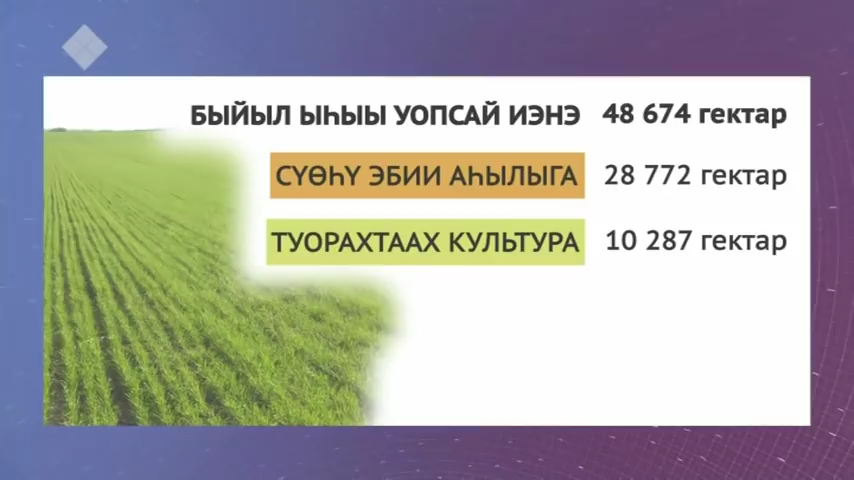 БЫЙЫЛ ЫҺЫЫ УОПСАЙ ИЭНЭ 48 674 гектар
СҮӨҺҮ ЭБИИ АҺЫЛЫГА 28 772 гектар
ТУОРАХТААХ КУЛЬТУРА 10 287 гектар